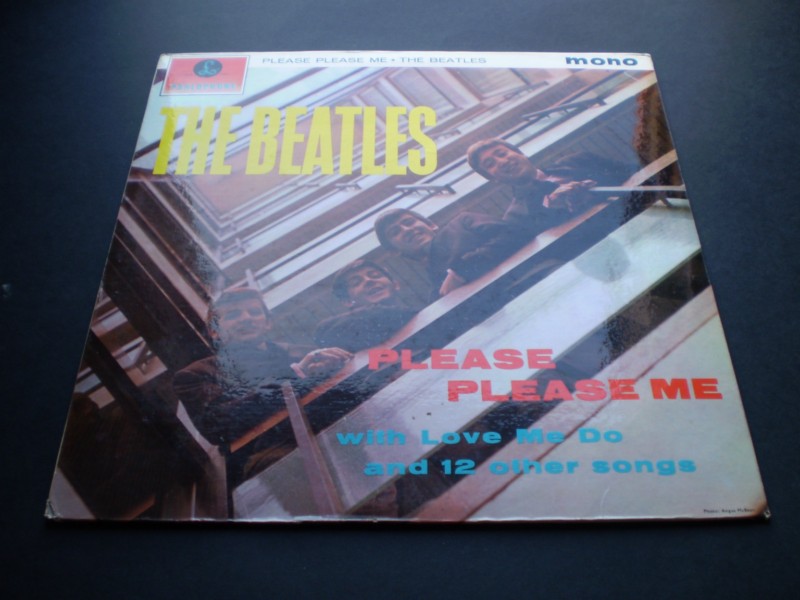 PLEASE PLEASE ME • THE BEATLES
mono
PARLOPHONE
THE BEATLES
PLEASE
PLEASE ME
with Love Me Do
and 12 other songs